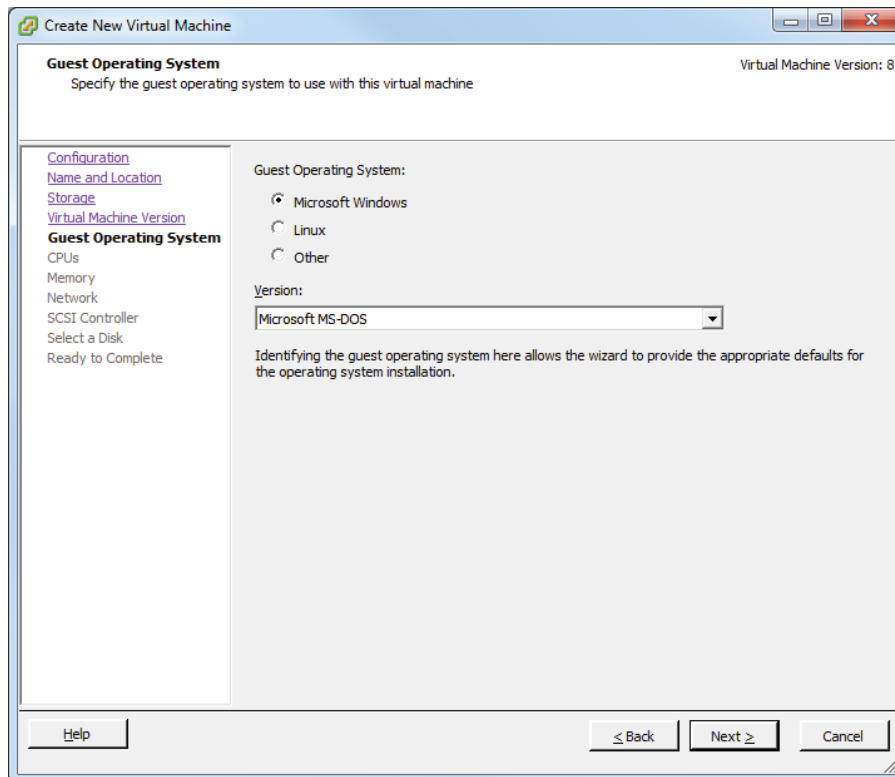 Create New Virtual Machine
Guest Operating System
Specify the guest operating system to use with this virtual machine
Virtual Machine Version: 8
Configuration
Name and Location
Storage
Virtual Machine Version
Guest Operating System
CPUs
Memory
Network
SCSI Controller
Select a Disk
Ready to Complete
Guest Operating System:
Microsoft Windows
Linux
Other
Version:
Microsoft MS-DOS
Identifying the guest operating system here allows the wizard to provide the appropriate defaults for
the operating system installation.
Help
< Back
Next >
Cancel